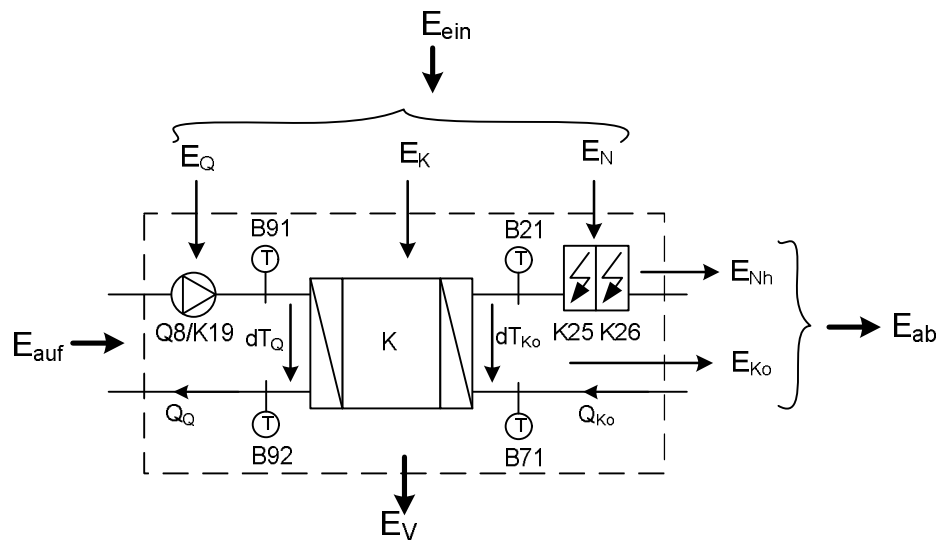 E_ein
E_Q E_K E_N
B91 B21
T T
E_Nh
Q8/K19 dT_Q K dT_Ko K25 K26
E_auf E_ab
E_Ko
Q_Q Q_Ko
T T
B92 B71
E_V